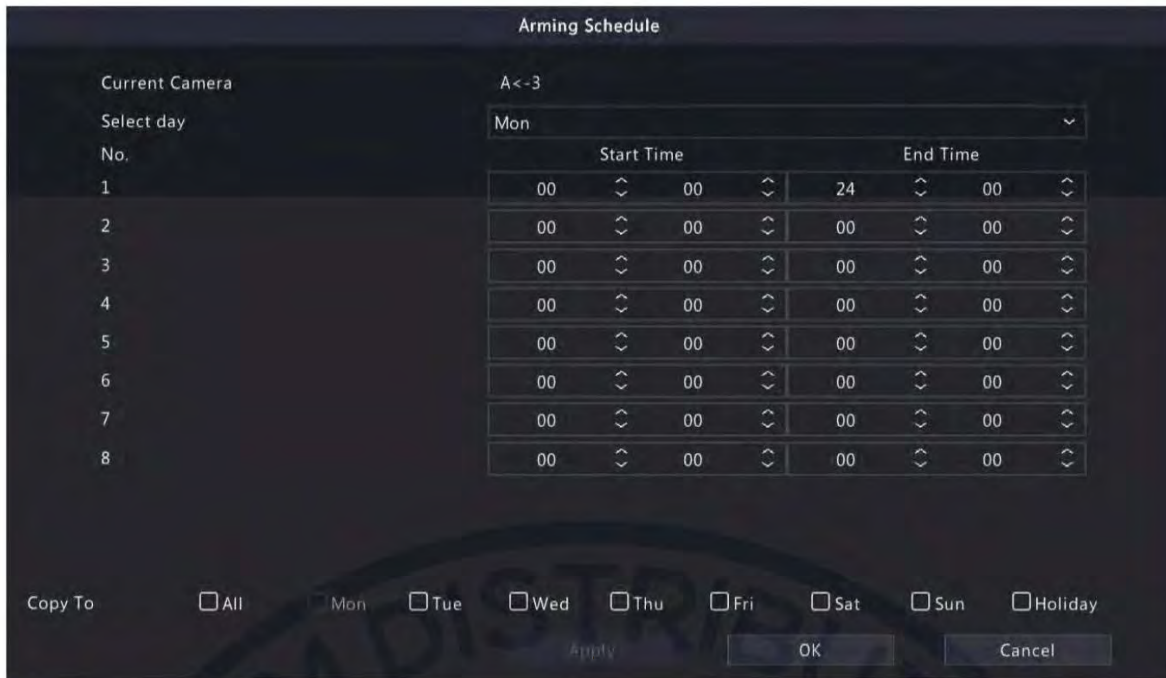 Arming Schedule
Current Camera A<-3
Select day Mon
No. Start Time End Time
1 00 00 24 00
2 00 00 00 00
3 00 00 00 00
4 00 00 00 00
5 00 00 00 00
6 00 00 00 00
7 00 00 00 00
8 00 00 00 00
Copy To All Mon Tue Wed Thu Fri Sat Sun Holiday
Apply OK Cancel